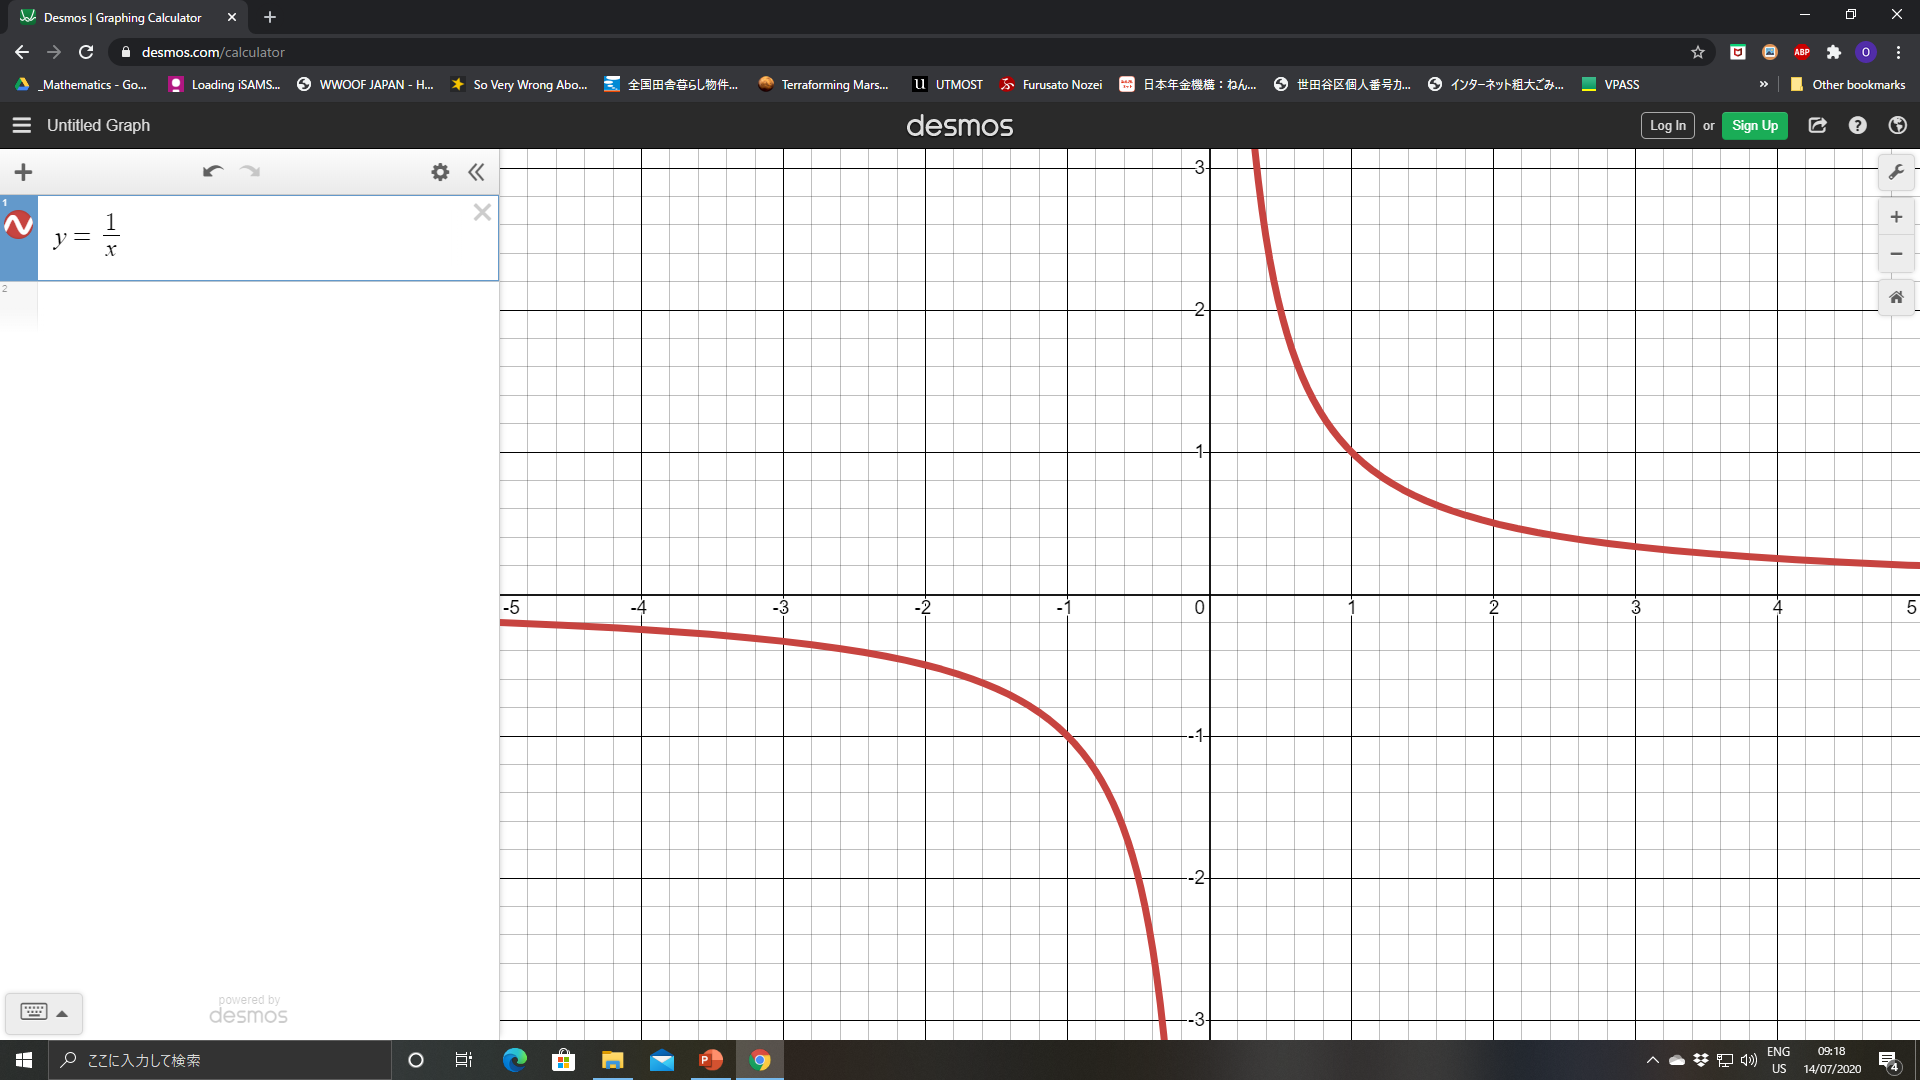 Desmos | Graphing Calculator
desmos.com/calculator
_Mathematics - Go...
Loading iSAMS...
WWOOF JAPAN - H...
So Very Wrong Abo...
全国田舎暮らし物件...
Terraforming Mars...
UTMOST
Furusato Nozei
日本年金機構：ねん...
世田谷区個人番号カ...
インターネット粗大ごみ...
VPASS
»
Other bookmarks
Untitled Graph
desmos
Log In or Sign Up
1
y = 1/x
2
3
2
1
-5 -4 -3 -2 -1 0 1 2 3 4 5
-1
-2
-3
powered by
desmos
ここに入力して検索
ENG
US
09:18
14/07/2020
4
ABP
O